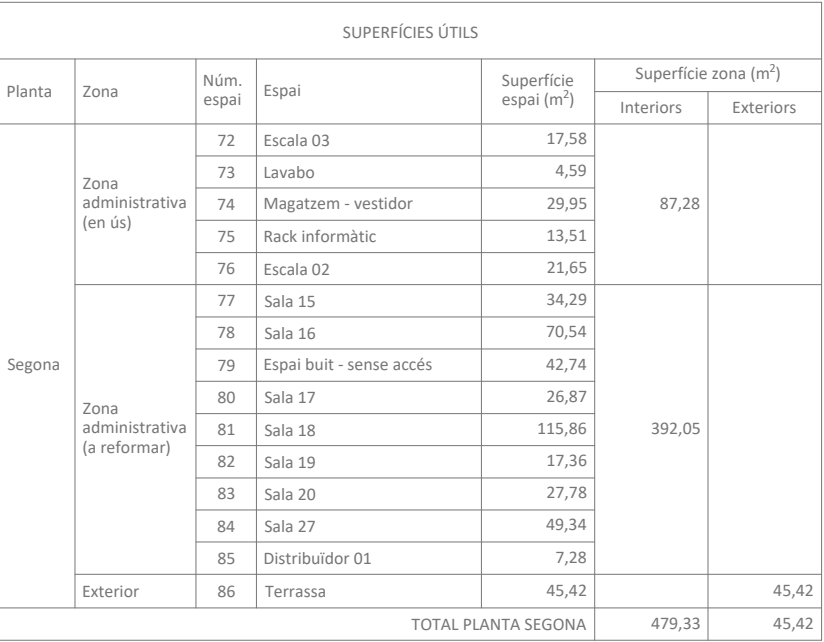 SUPERFÍCIES ÚTILS
Planta Zona Núm. espai Espai Superfície espai (m²) Superfície zona (m²)
Interiors Exteriors
Segona
Zona administrativa (en ús)
72 Escala 03 17,58
73 Lavabo 4,59
74 Magatzem - vestidor 29,95 87,28
75 Rack informàtic 13,51
76 Escala 02 21,65
Zona administrativa (a reformar)
77 Sala 15 34,29
78 Sala 16 70,54
79 Espai buit - sense accés 42,74
80 Sala 17 26,87
81 Sala 18 115,86 392,05
82 Sala 19 17,36
83 Sala 20 27,78
84 Sala 27 49,34
85 Distribuïdor 01 7,28
Exterior 86 Terrassa 45,42 45,42
TOTAL PLANTA SEGONA 479,33 45,42